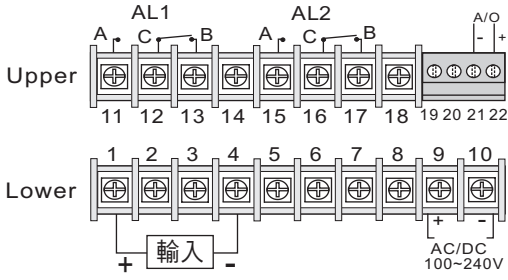 AL1 AL2 A/O
A C B A C B - +
Upper
11 12 13 14 15 16 17 18 19 20 21 22
1 2 3 4 5 6 7 8 9 10
Lower
+ 輸入 - + -
AC/DC
100~240V